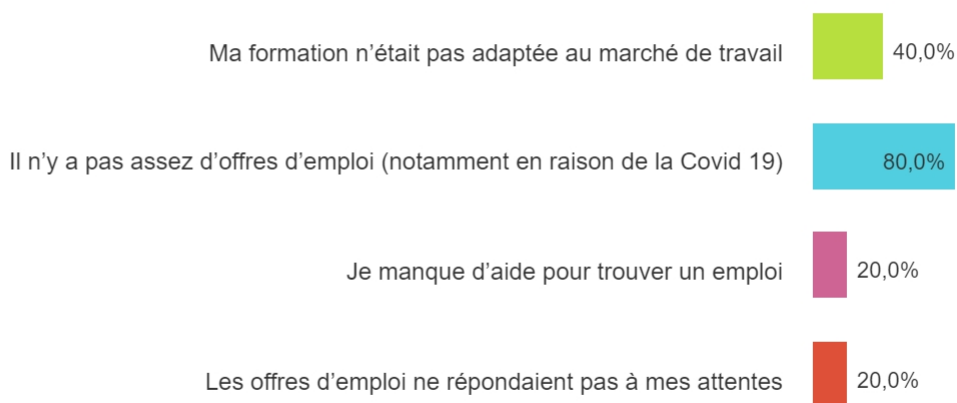 Ma formation n'était pas adaptée au marché de travail 40,0%
Il n'y a pas assez d'offres d'emploi (notamment en raison de la Covid 19) 80,0%
Je manque d'aide pour trouver un emploi 20,0%
Les offres d'emploi ne répondaient pas à mes attentes 20,0%